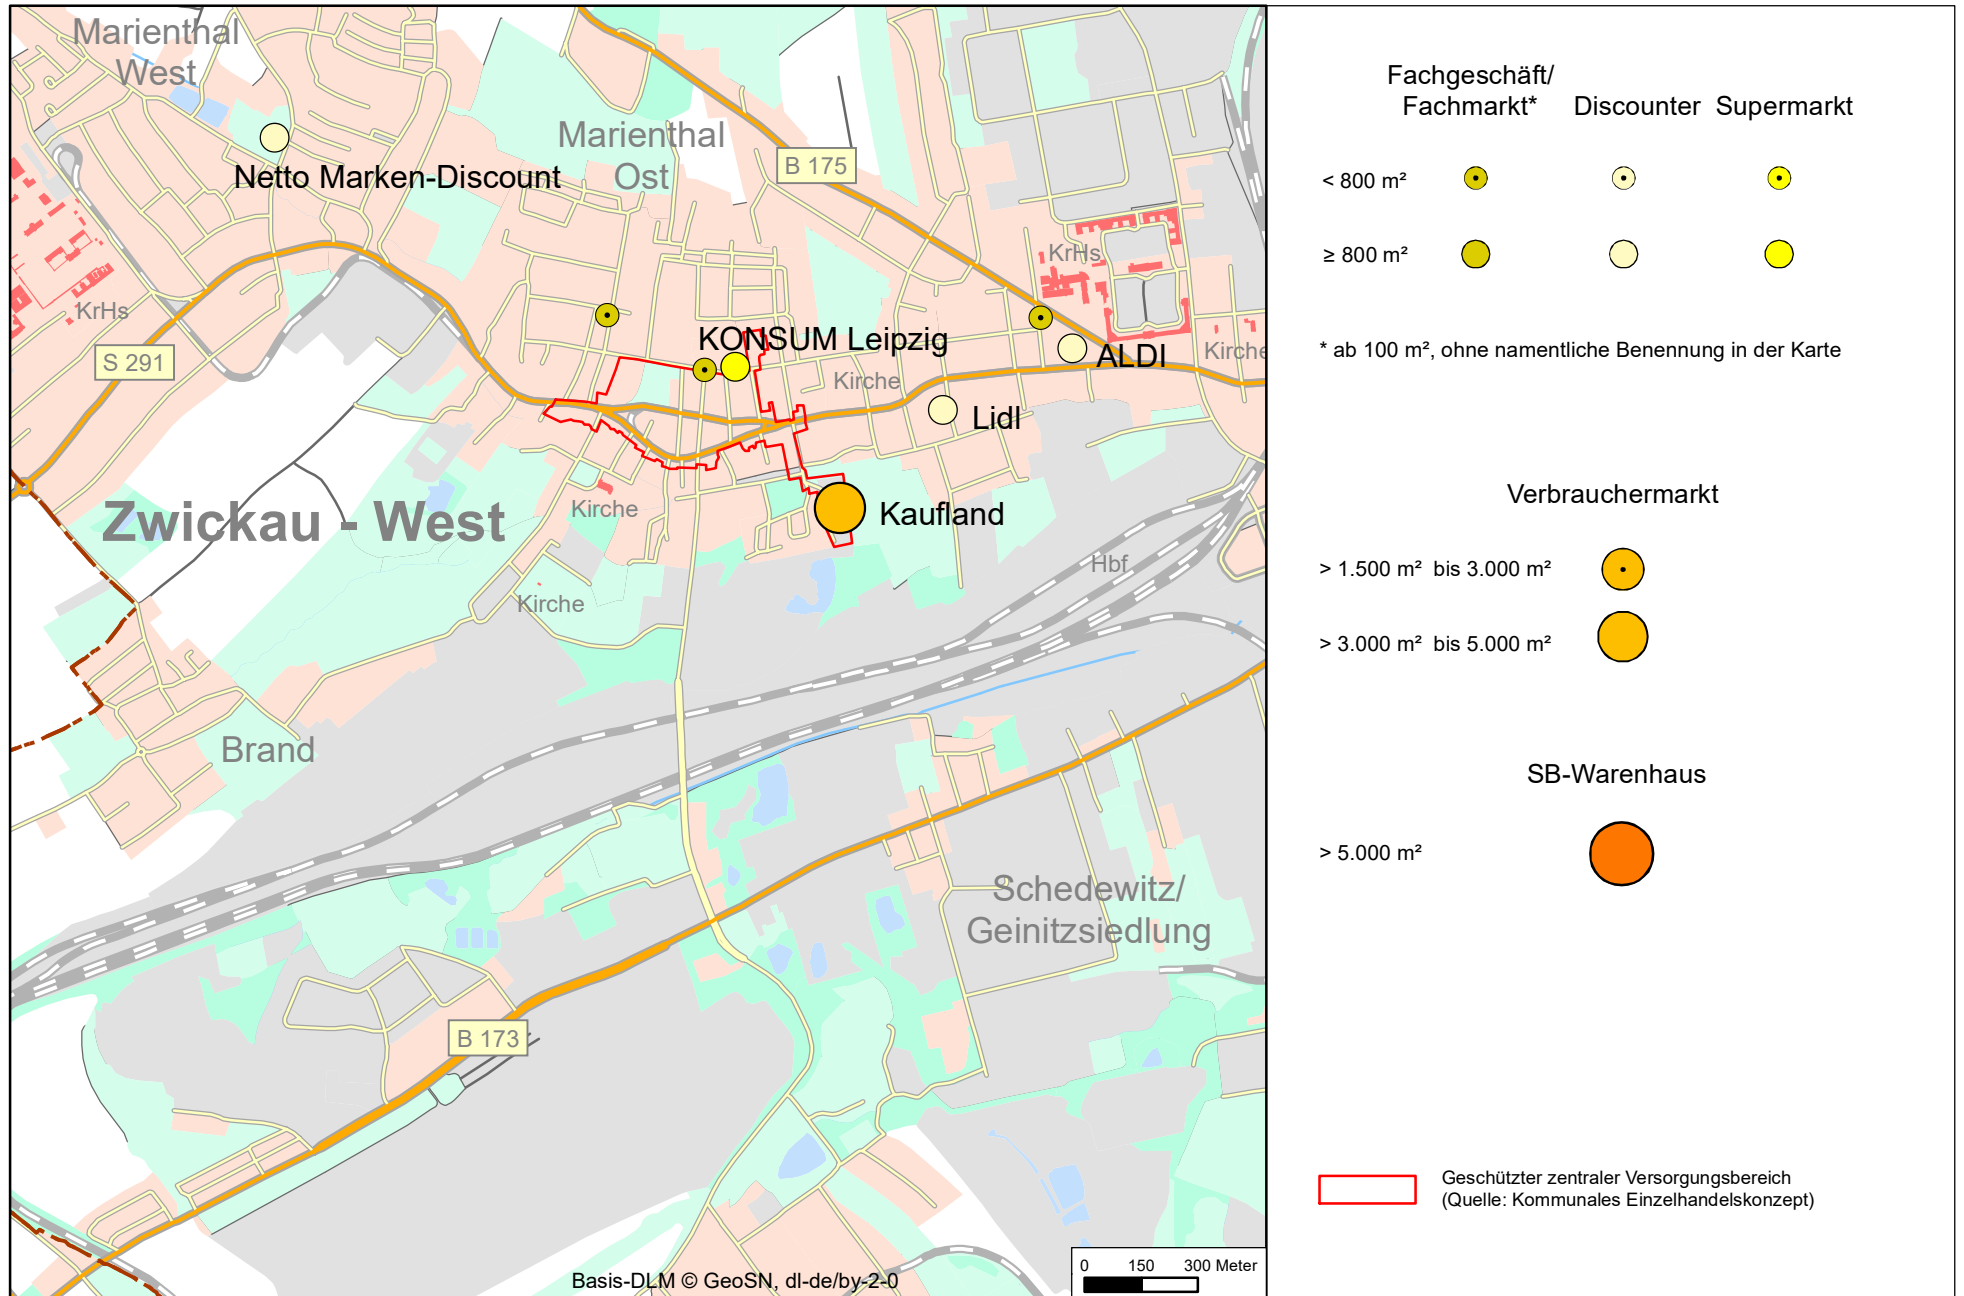 Marienthal
West
Netto Marken-Discount
Marienthal
Ost
B 175
KrHs
KrHs
S 291
KONSUM Leipzig
Kirche
ALDI
Kirche
Lidl
Zwickau - West
Kirche
Kaufland
Hbf
Kirche
Brand
Schedewitz/
Geinitzsiedlung
B 173
Basis-DLM © GeoSN, dl-de/by-2-0
0 150 300 Meter
Fachgeschäft/
Fachmarkt* Discounter Supermarkt
< 800 m²
≥ 800 m²
* ab 100 m², ohne namentliche Benennung in der Karte
Verbrauchermarkt
> 1.500 m² bis 3.000 m²
> 3.000 m² bis 5.000 m²
SB-Warenhaus
> 5.000 m²
Geschützter zentraler Versorgungsbereich
(Quelle: Kommunales Einzelhandelskonzept)